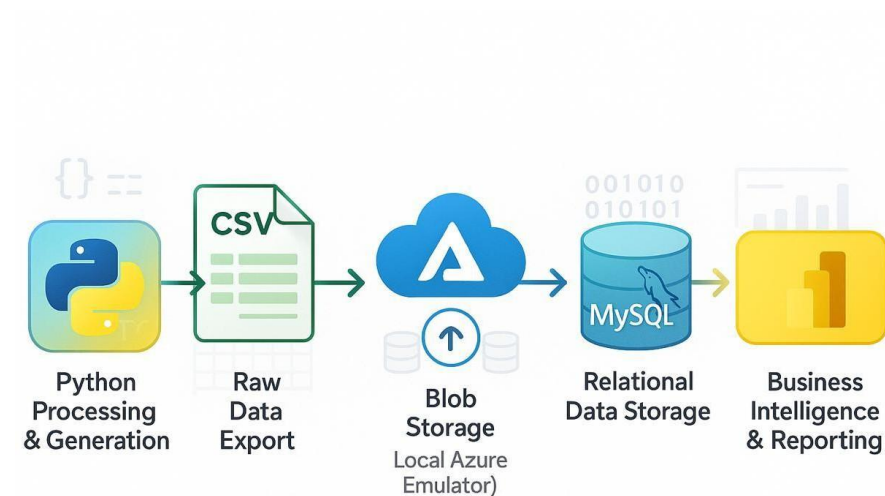 {} ==
001010
010101
CSV
MySQL
Python
Processing
& Generation
Raw
Data
Export
Blob
Storage
Local Azure
Emulator)
Relational
Data Storage
Business
Intelligence
& Reporting